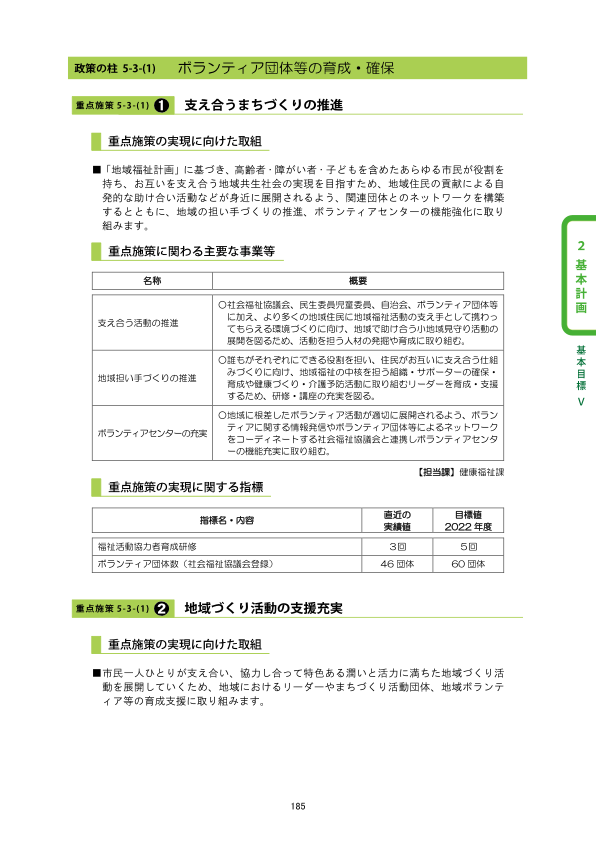 政策の柱 5-3-(1) ボランティア団体等の育成・確保
重点施策 5-3-(1) ❶ 支え合うまちづくりの推進
重点施策の実現に向けた取組
■「地域福祉計画」に基づき、高齢者・障がい者・子どもを含めたあらゆる市民が役割を
持ち、お互いを支え合う地域共生社会の実現を目指すため、地域住民の貢献による自
発的な助け合い活動などが身近に展開されるよう、関連団体とのネットワークを構築
するとともに、地域の担い手づくりの推進、ボランティアセンターの機能強化に取り
組みます。
重点施策に関わる主要な事業等
名称 概要
支え合う活動の推進
○社会福祉協議会、民生委員児童委員、自治会、ボランティア団体等
に加え、より多くの地域住民に地域福祉活動の支え手として携わっ
てもらえる環境づくりに向け、地域で助け合う小地域見守り活動の
展開を図るため、活動を担う人材の発掘や育成に取り組む。
地域担い手づくりの推進
○誰もがそれぞれにできる役割を担い、住民がお互いに支え合う仕組
みづくりに向け、地域福祉の中核を担う組織・サポーターの確保・
育成や健康づくり・介護予防活動に取り組むリーダーを育成・支援
するため、研修・講座の充実を図る。
ボランティアセンターの充実
○地域に根差したボランティア活動が適切に展開されるよう、ボラン
ティアに関する情報発信やボランティア団体等によるネットワーク
をコーディネートする社会福祉協議会と連携しボランティアセンタ
ーの機能充実に取り組む。
【担当課】健康福祉課
重点施策の実現に関する指標
指標名・内容 直近の実績値 目標値2022年度
福祉活動協力者育成研修 3回 5回
ボランティア団体数（社会福祉協議会登録） 46団体 60団体
重点施策 5-3-(1) ❷ 地域づくり活動の支援充実
重点施策の実現に向けた取組
■市民一人ひとりが支え合い、協力し合って特色ある潤いと活力に満ちた地域づくり活
動を展開していくため、地域におけるリーダーやまちづくり活動団体、地域ボランテ
ィア等の育成支援に取り組みます。
2 基本計画
基本目標 V
185